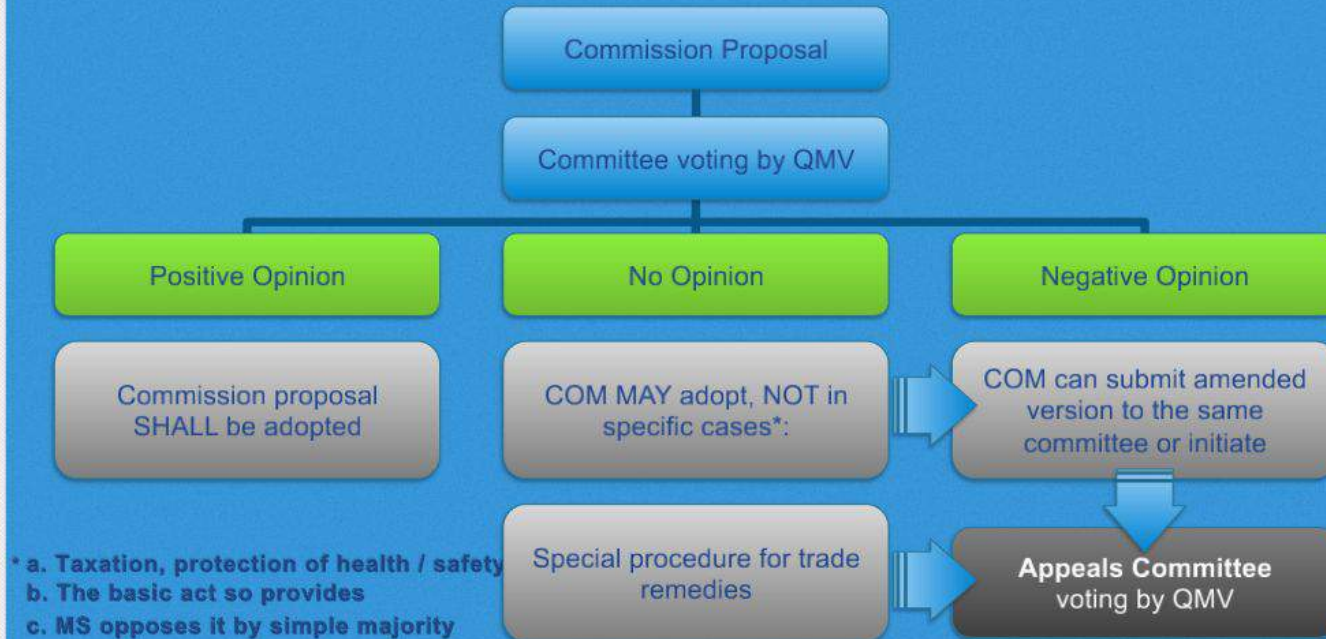 Commission Proposal
Committee voting by QMV
Positive Opinion
No Opinion
Negative Opinion
Commission proposal
SHALL be adopted
COM MAY adopt, NOT in
specific cases*:
COM can submit amended
version to the same
committee or initiate
Special procedure for trade
remedies
Appeals Committee
voting by QMV
* a. Taxation, protection of health / safety
b. The basic act so provides
c. MS opposes it by simple majority